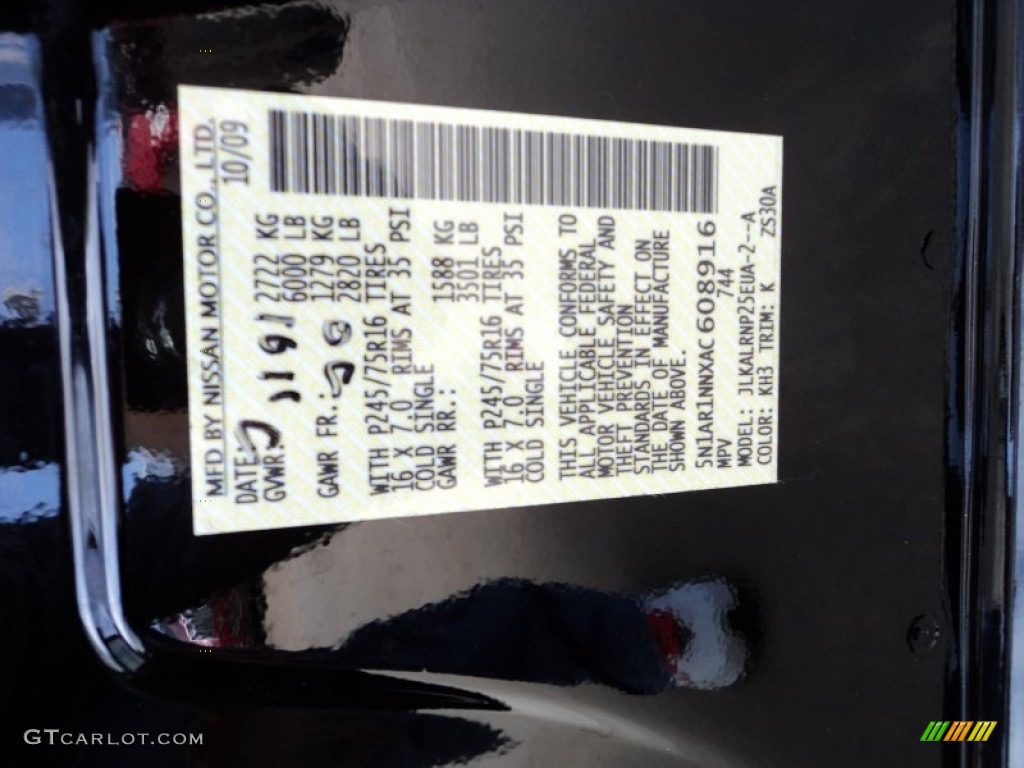 MFD BY NISSAN MOTOR CO., LTD.
DATE: 10/09
GVWR: 2722 KG
6000 LB
GAWR FR.: 1279 KG
2820 LB
WITH P245/75R16 TIRES
16 X 7.0 RIMS AT 35 PSI
COLD SINGLE
GAWR RR.: 1588 KG
3501 LB
WITH P245/75R16 TIRES
16 X 7.0 RIMS AT 35 PSI
COLD SINGLE
THIS VEHICLE CONFORMS TO
ALL APPLICABLE FEDERAL
MOTOR VEHICLE SAFETY AND
THEFT PREVENTION
STANDARDS IN EFFECT ON
THE DATE OF MANUFACTURE
SHOWN ABOVE.
5N1AR1NNXAC608916
MPV 744
MODEL: JLKALRNP25EUA-2--A
COLOR: KH3 TRIM: K ZS30A
GTCARLOT.COM